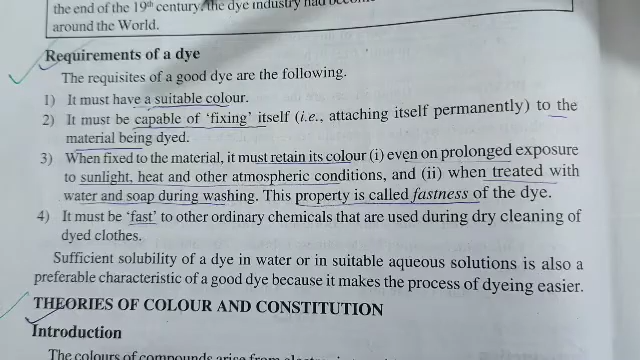 the end of the 19th century, the dye industry had become
around the World.
Requirements of a dye
The requisites of a good dye are the following.
1) It must have a suitable colour.
2) It must be capable of 'fixing' itself (i.e., attaching itself permanently) to the
material being dyed.
3) When fixed to the material, it must retain its colour (i) even on prolonged exposure
to sunlight, heat and other atmospheric conditions, and (ii) when treated with
water and soap during washing. This property is called fastness of the dye.
4) It must be 'fast' to other ordinary chemicals that are used during dry cleaning of
dyed clothes.
Sufficient solubility of a dye in water or in suitable aqueous solutions is also a
preferable characteristic of a good dye because it makes the process of dyeing easier.
THEORIES OF COLOUR AND CONSTITUTION
Introduction
The colours of compounds arise from